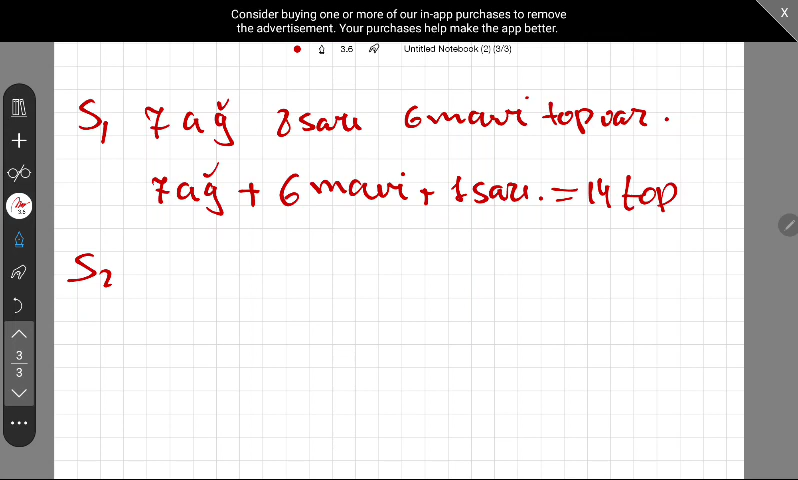 Consider buying one or more of our in-app purchases to remove
the advertisement. Your purchases help make the app better.
X
3.6 Untitled Notebook (2) (3/3)
S1 7 ağ 8 sarı 6 mavi top var.
7 ağ + 6 mavi + 1 sarı. = 14 top
3.6
S2
3
3